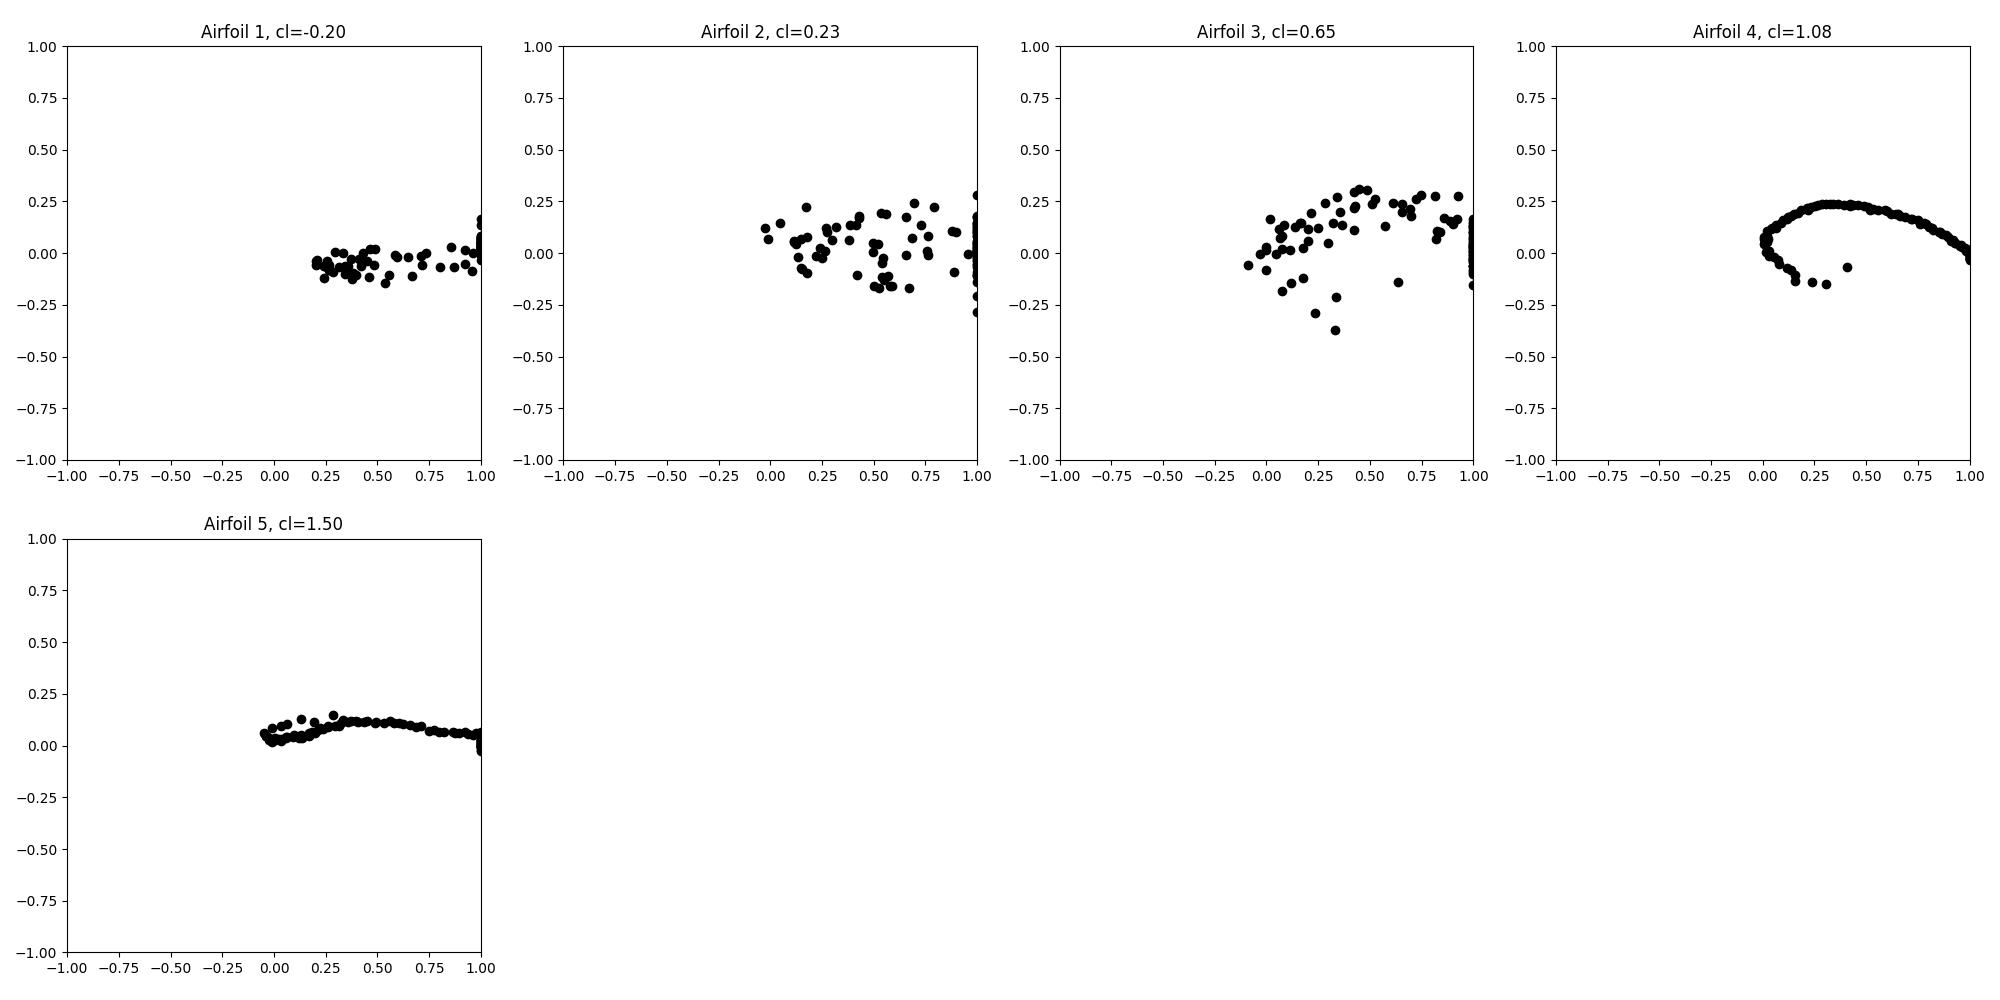 Airfoil 1, cl=-0.20
Airfoil 2, cl=0.23
Airfoil 3, cl=0.65
Airfoil 4, cl=1.08
1.00 1.00 1.00 1.00
0.75 0.75 0.75 0.75
0.50 0.50 0.50 0.50
0.25 0.25 0.25 0.25
0.00 0.00 0.00 0.00
−0.25 −0.25 −0.25 −0.25
−0.50 −0.50 −0.50 −0.50
−0.75 −0.75 −0.75 −0.75
−1.00 −1.00 −1.00 −1.00
−1.00 −0.75 −0.50 −0.25 0.00 0.25 0.50 0.75 1.00
−1.00 −0.75 −0.50 −0.25 0.00 0.25 0.50 0.75 1.00
−1.00 −0.75 −0.50 −0.25 0.00 0.25 0.50 0.75 1.00
−1.00 −0.75 −0.50 −0.25 0.00 0.25 0.50 0.75 1.00
Airfoil 5, cl=1.50
1.00
0.75
0.50
0.25
0.00
−0.25
−0.50
−0.75
−1.00
−1.00 −0.75 −0.50 −0.25 0.00 0.25 0.50 0.75 1.00